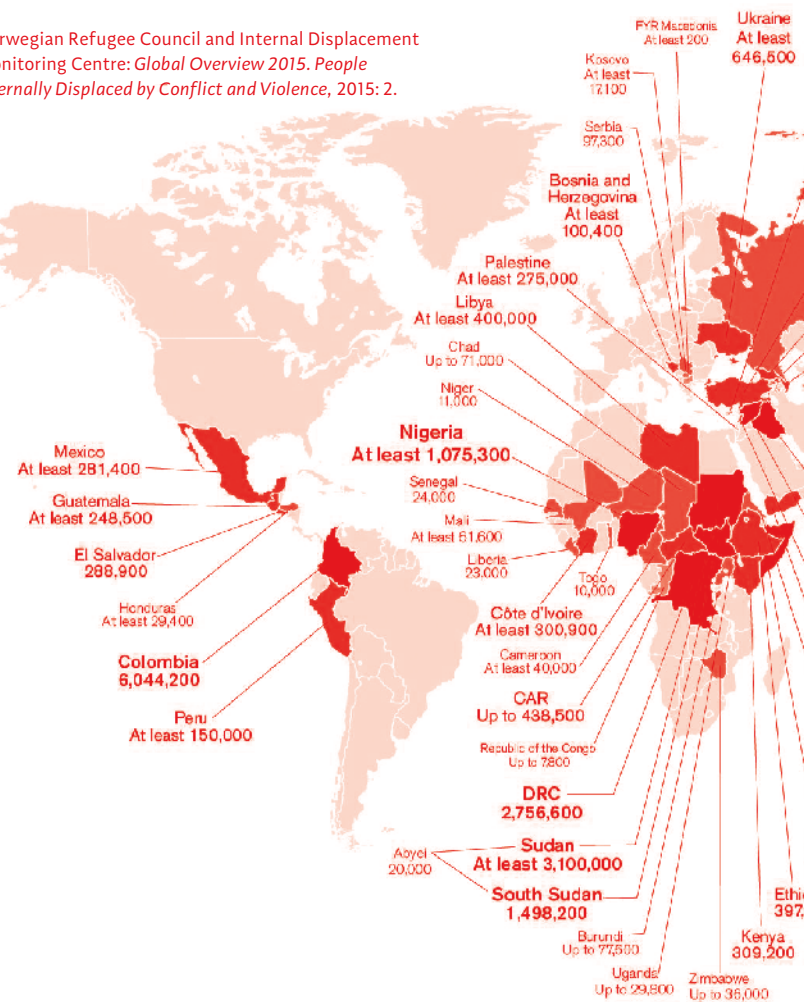 rwegian Refugee Council and Internal Displacement
onitoring Centre: Global Overview 2015. People
ernally Displaced by Conflict and Violence, 2015: 2.
FYR Macedonia
At least 200
Ukraine
At least
646,500
Kosovo
At least
17,100
Serbia
97,300
Bosnia and
Herzegovina
At least
100,400
Palestine
At least 275,000
Libya
At least 400,000
Chad
Up to 71,000
Niger
11,000
Nigeria
At least 1,075,300
Senegal
24,000
Mali
At least 61,600
Liberia
23,000
Togo
10,000
Côte d'Ivoire
At least 300,900
Cameroon
At least 40,000
CAR
Up to 438,500
Republic of the Congo
Up to 7,800
DRC
2,756,600
Abyei
20,000
Sudan
At least 3,100,000
South Sudan
1,498,200
Burundi
Up to 77,600
Uganda
Up to 29,800
Zimbabwe
Up to 36,000
Kenya
309,200
Ethi
397,
Mexico
At least 281,400
Guatemala
At least 248,500
El Salvador
288,900
Honduras
At least 29,400
Colombia
6,044,200
Peru
At least 150,000